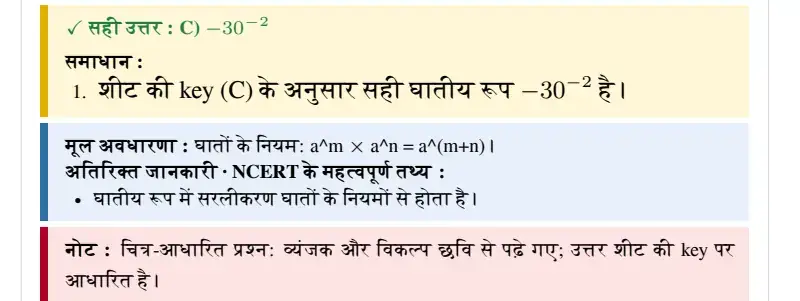 ✓ सही उत्तर : C) −30⁻²
समाधान :
1. शीट की key (C) के अनुसार सही घातीय रूप −30⁻² है।
मूल अवधारणा : घातों के नियम: a^m × a^n = a^(m+n)।
अतिरिक्त जानकारी · NCERT के महत्वपूर्ण तथ्य :
• घातीय रूप में सरलीकरण घातों के नियमों से होता है।
नोट : चित्र-आधारित प्रश्न: व्यंजक और विकल्प छवि से पढ़े गए; उत्तर शीट की key पर
आधारित है।